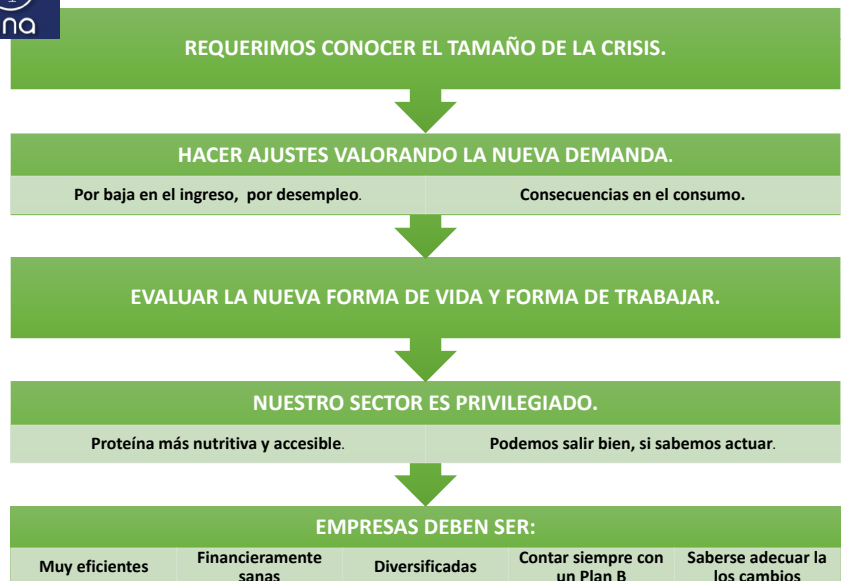 na
REQUERIMOS CONOCER EL TAMAÑO DE LA CRISIS.
HACER AJUSTES VALORANDO LA NUEVA DEMANDA.
Por baja en el ingreso, por desempleo.
Consecuencias en el consumo.
EVALUAR LA NUEVA FORMA DE VIDA Y FORMA DE TRABAJAR.
NUESTRO SECTOR ES PRIVILEGIADO.
Proteína más nutritiva y accesible.
Podemos salir bien, si sabemos actuar.
EMPRESAS DEBEN SER:
Muy eficientes
Financieramente
sanas
Diversificadas
Contar siempre con
un Plan B
Saberse adecuar la
los cambios